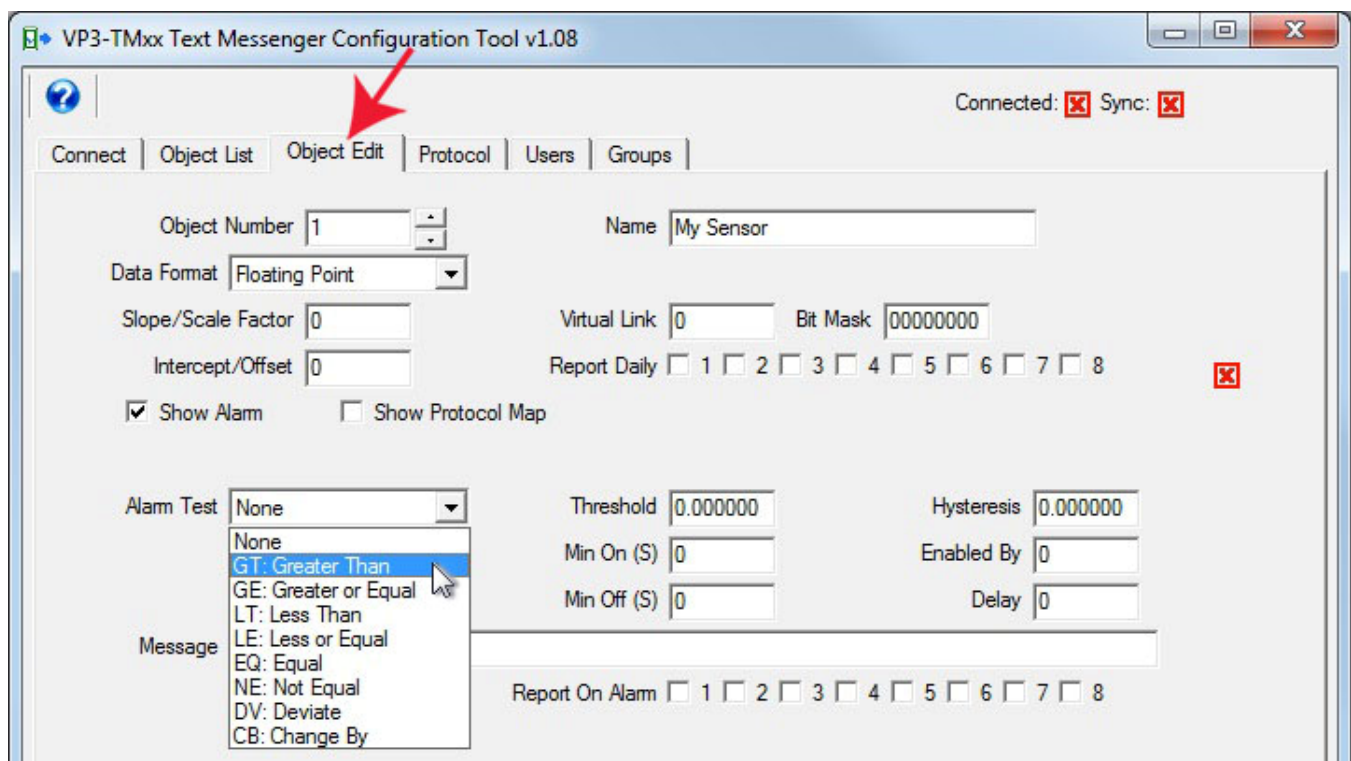 VP3-TMxx Text Messenger Configuration Tool v1.08
Connected: Sync:
Connect Object List Object Edit Protocol Users Groups
Object Number 1 Name My Sensor
Data Format Floating Point
Slope/Scale Factor 0 Virtual Link 0 Bit Mask 00000000
Intercept/Offset 0 Report Daily 1 2 3 4 5 6 7 8
Show Alarm Show Protocol Map
Alarm Test None Threshold 0.000000 Hysteresis 0.000000
None
GT: Greater Than Min On (S) 0 Enabled By 0
GE: Greater or Equal
LT: Less Than Min Off (S) 0 Delay 0
LE: Less or Equal
Message
EQ: Equal
NE: Not Equal Report On Alarm 1 2 3 4 5 6 7 8
DV: Deviate
CB: Change By